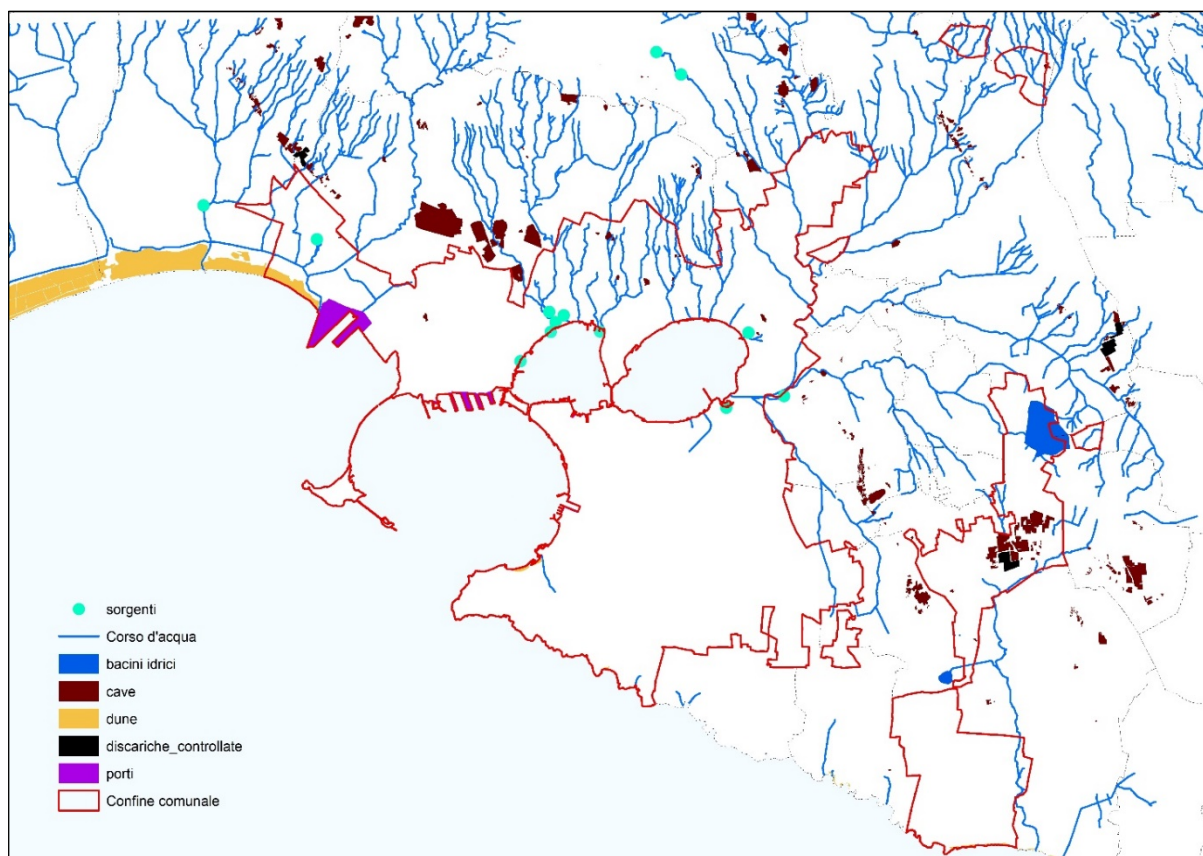 sorgenti
Corso d'acqua
bacini idrici
cave
dune
discariche_controllate
porti
Confine comunale